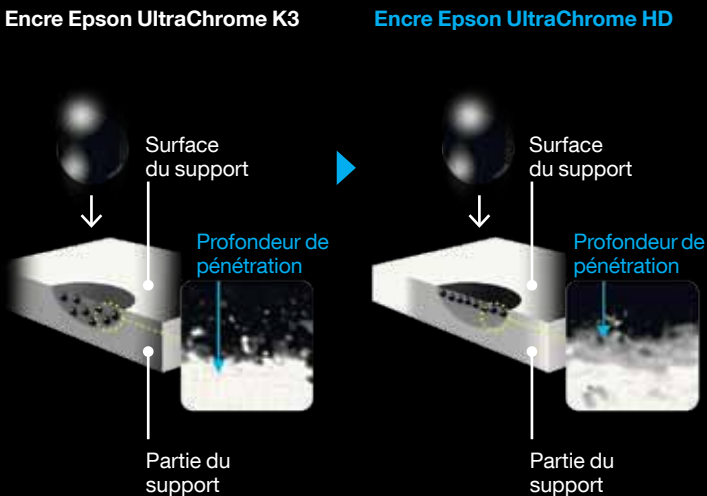 Encre Epson UltraChrome K3
Surface
du support
Profondeur de
pénétration
Partie du
support
Encre Epson UltraChrome HD
Surface
du support
Profondeur de
pénétration
Partie du
support